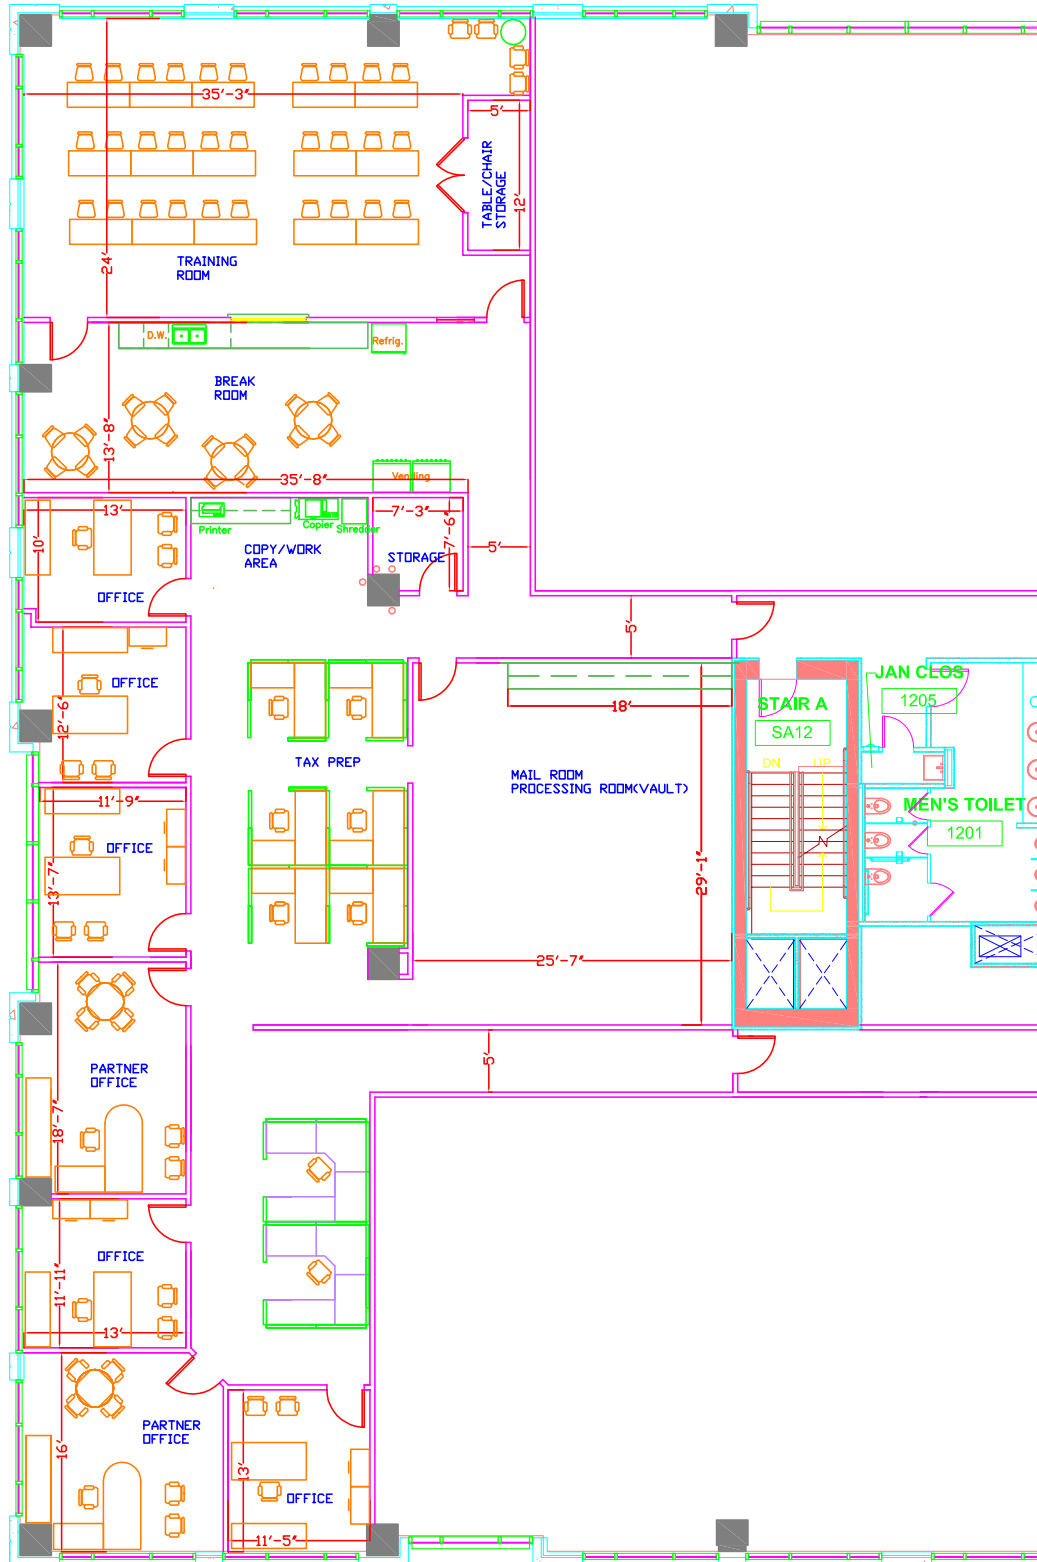 35'-3"
5'
TABLE/CHAIR
STORAGE
12'
24'
TRAINING
ROOM
D.W.
Refrig.
BREAK
ROOM
13'-8"
Vending
35'-8"
13'
7'-3"
Printer
Copier
Shredder
7'-6"
10'
COPY/WORK
AREA
STORAGE
5'
OFFICE
5'
OFFICE
12'-6"
JAN CLOS
1205
18'
STAIR A
SA12
TAX PREP
DN
UP
MAIL ROOM
PROCESSING ROOM(VAULT)
11'-9"
MEN'S TOILET
1201
OFFICE
N
13'-7"
29'-1"
25'-7"
5'
PARTNER
OFFICE
18'-7"
OFFICE
11'-11"
13'
PARTNER
OFFICE
16'
13'
OFFICE
11'-5"